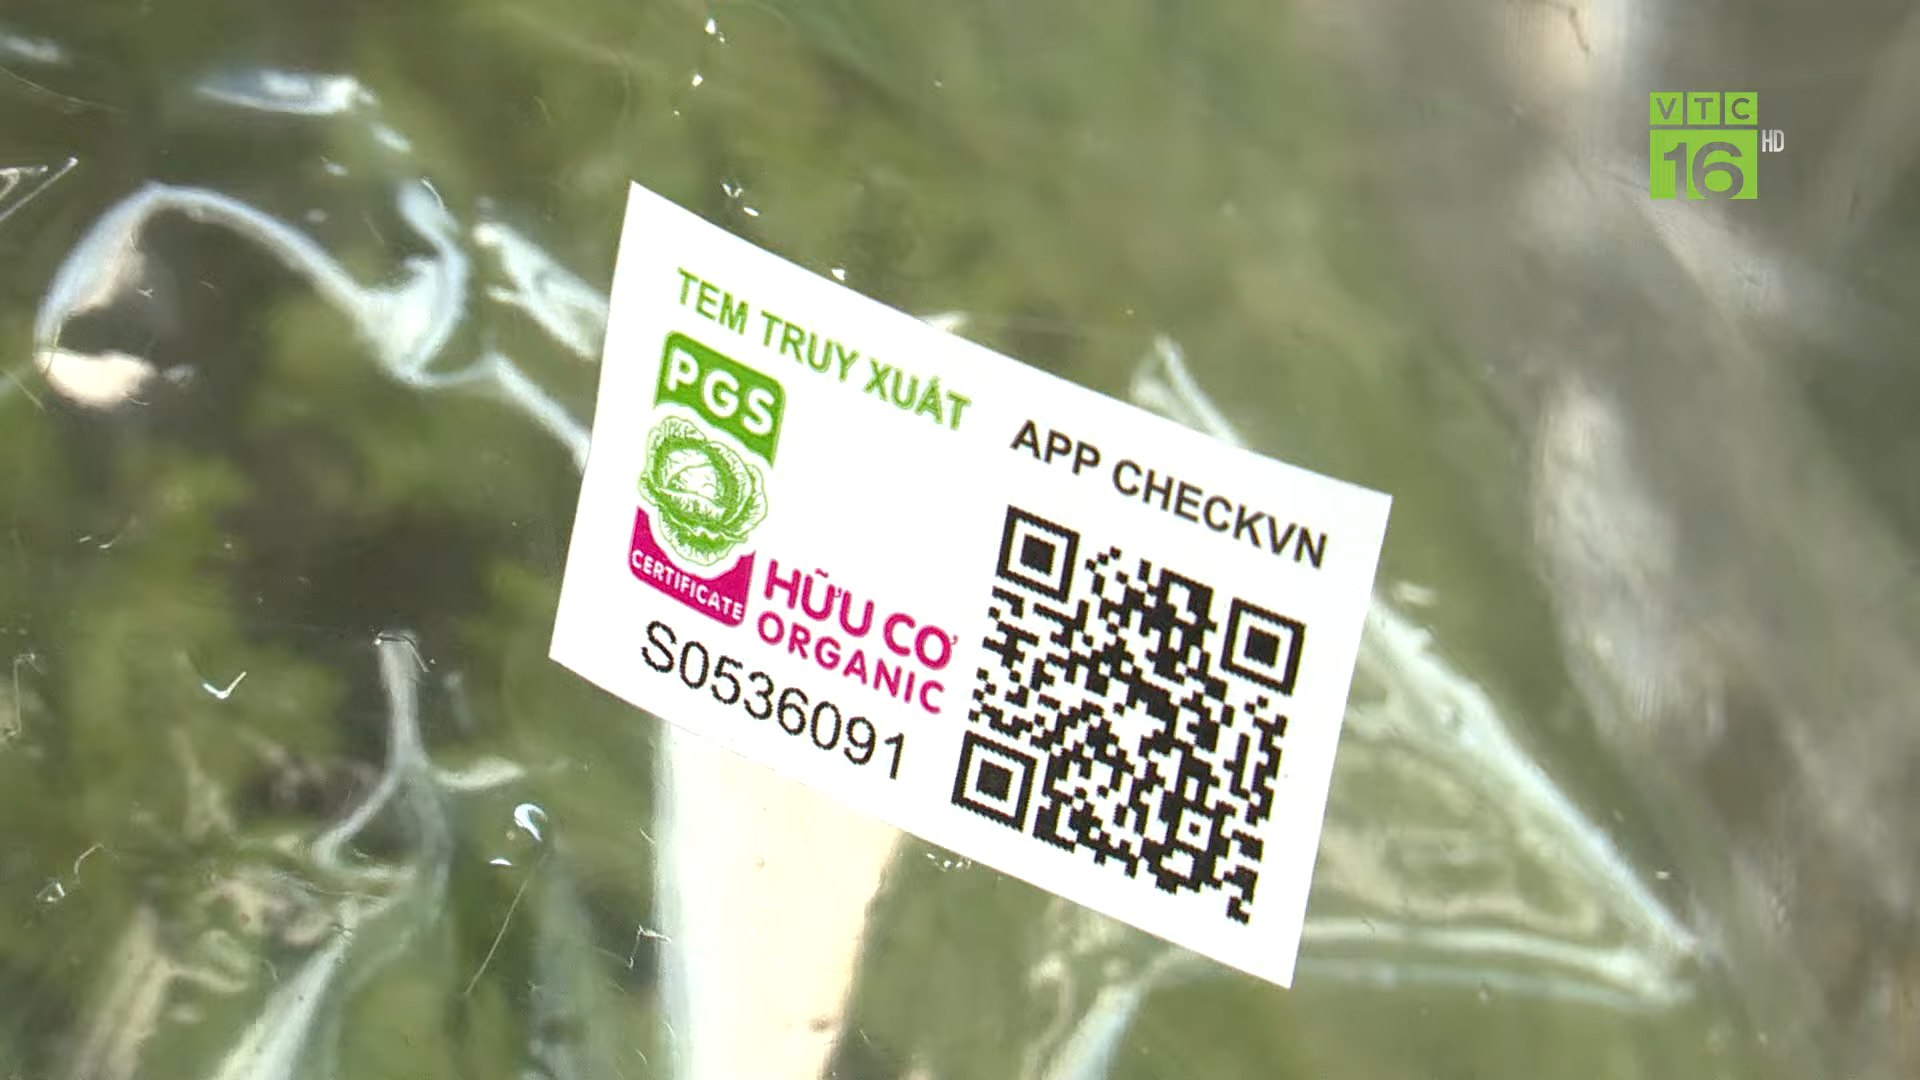 VTC
16 HD
TEM TRUY XUẤT
PGS
CERTIFICATE
HỮU CƠ
ORGANIC
S0536091
APP CHECKVN